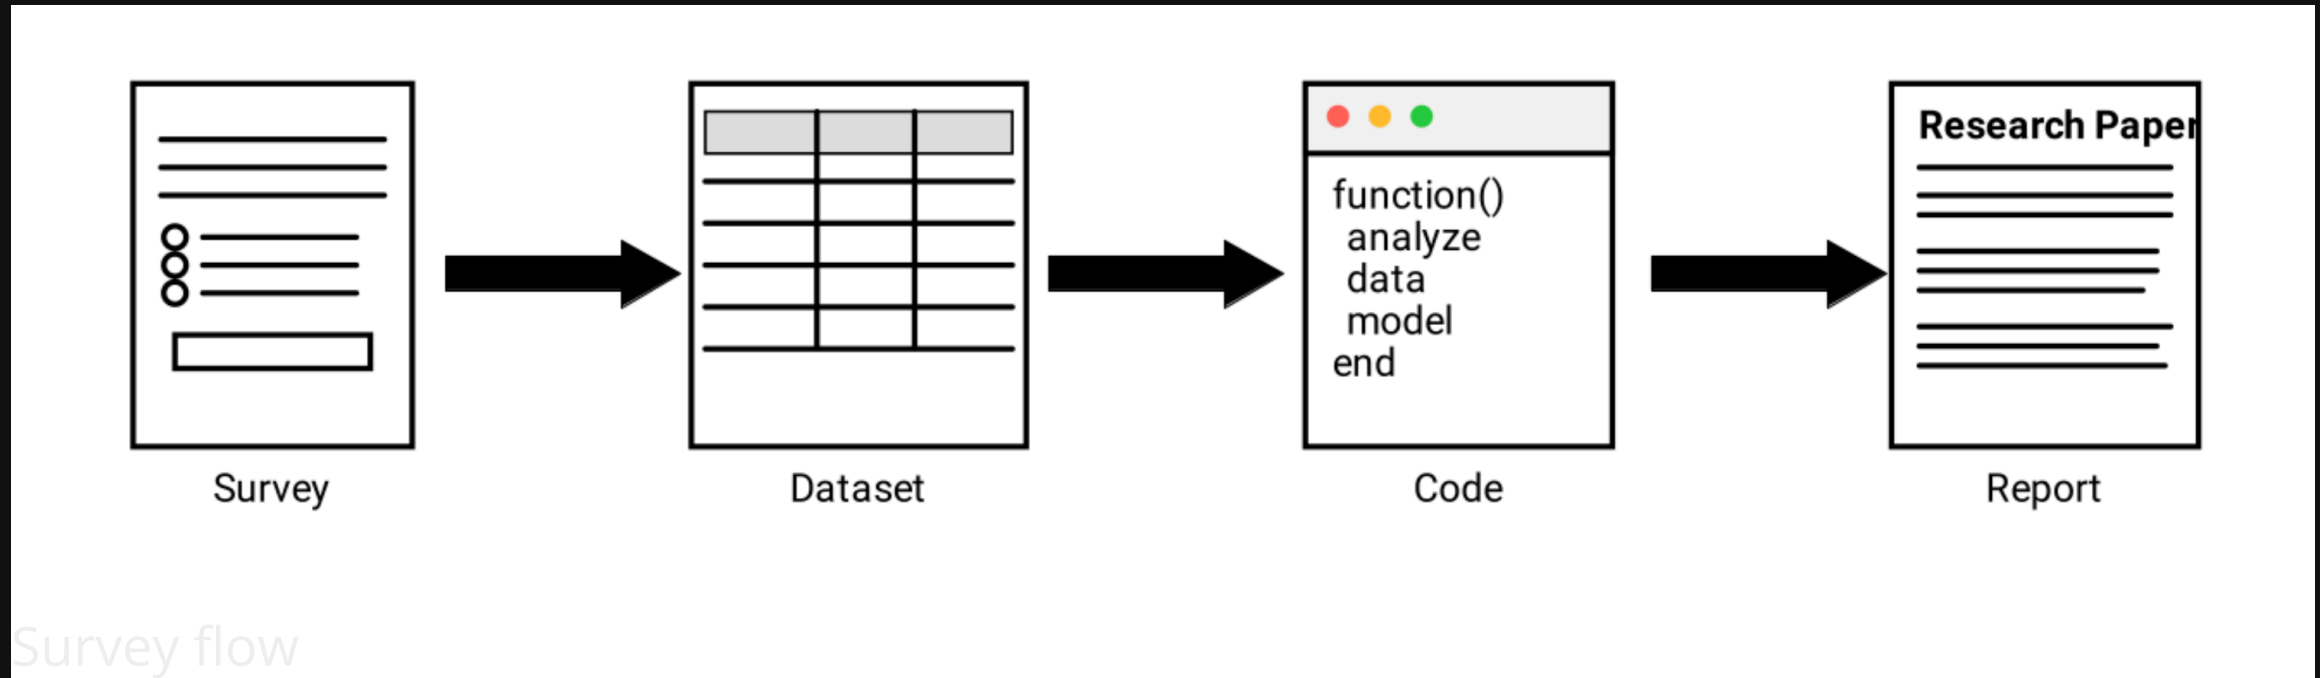 Research Paper
function()
analyze
data
model
end
Survey
Dataset
Code
Report
Survey flow